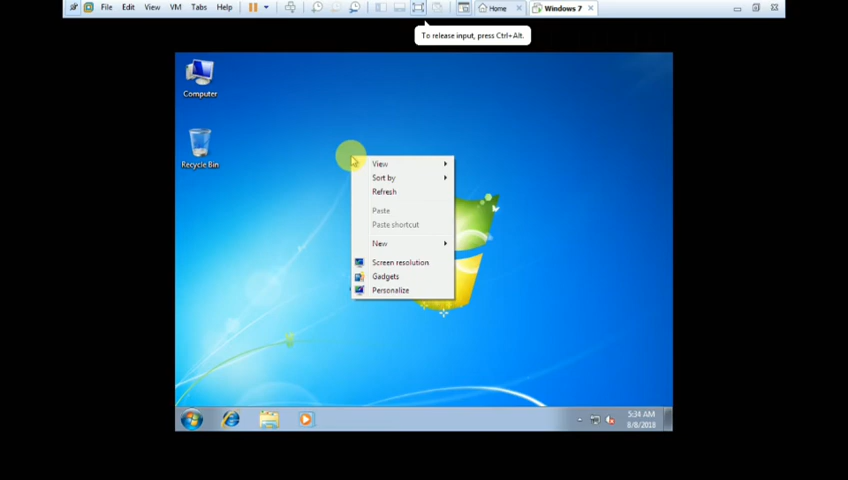 File Edit View VM Tabs Help
Home
Windows 7
To release input, press Ctrl+Alt.
Computer
Recycle Bin
View
Sort by
Refresh
Paste
Paste shortcut
New
Screen resolution
Gadgets
Personalize
5:34 AM
8/8/2018